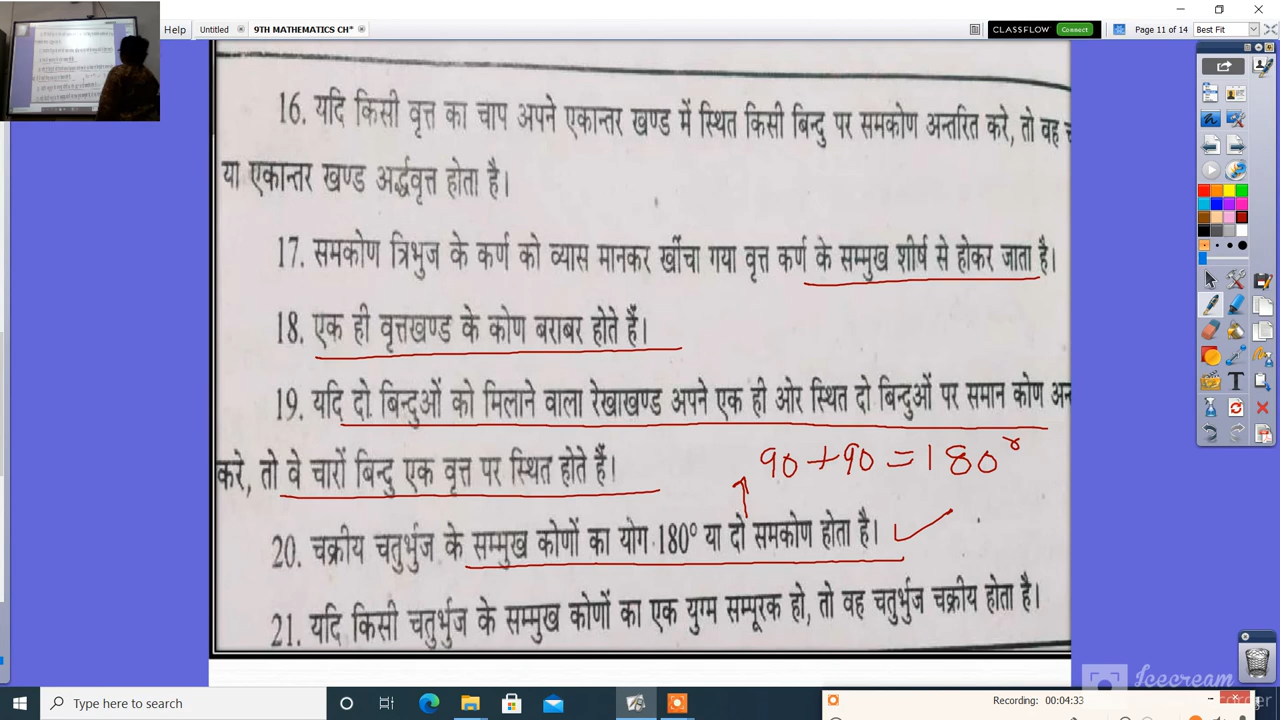 Help Untitled 9TH MATHEMATICS CH* CLASSFLOW Connect Page 11 of 14 Best Fit
16. यदि किसी वृत्त का चाप अपने एकान्तर खण्ड में स्थित किसी बिन्दु पर समकोण अन्तरित करे, तो वह
या एकान्तर खण्ड अर्द्धवृत्त होता है।
17. समकोण त्रिभुज के कर्ण को व्यास मानकर खींचा गया वृत्त कर्ण के सम्मुख शीर्ष से होकर जाता है।
18. एक ही वृत्तखण्ड के कोण बराबर होते हैं।
19. यदि दो बिन्दुओं को मिलाने वाला रेखाखण्ड अपने एक ही ओर स्थित दो बिन्दुओं पर समान कोण
90+90=180°
करे, तो वे चारों बिन्दु एक वृत्त पर स्थित होते हैं।
20. चक्रीय चतुर्भुज के सम्मुख कोणों का योग 180° या दो समकोण होता है।
21. यदि किसी चतुर्भुज के सम्मुख कोणों का एक युग्म सम्पूरक हो, तो वह चतुर्भुज चक्रीय होता है।
Icecream
Type here to search
Recording: 00:04:33